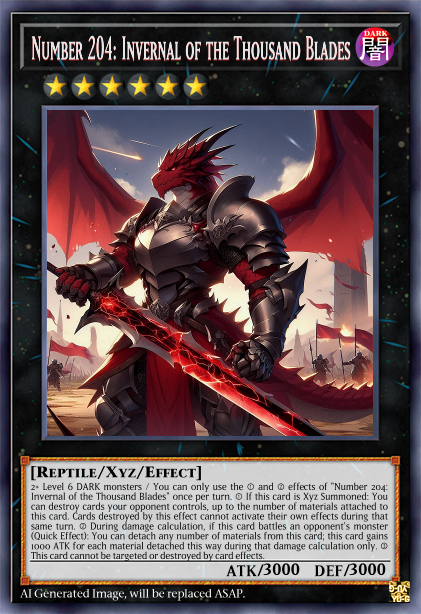 Number 204: Invernal of the Thousand Blades
DARK
闇
[Reptile/Xyz/Effect]
2+ Level 6 DARK monsters / You can only use the ① and ② effects of "Number 204:
Invernal of the Thousand Blades" once per turn. ① If this card is Xyz Summoned: You
can destroy cards your opponent controls, up to the number of materials attached to
this card. Cards destroyed by this effect cannot activate their own effects during that
same turn. ② During damage calculation, if this card battles an opponent's monster
(Quick Effect): You can detach any number of materials from this card; this card gains
1000 ATK for each material detached this way during that damage calculation only. ③
This card cannot be targeted or destroyed by card effects.
ATK/3000 DEF/3000
AI Generated Image, will be replaced ASAP.